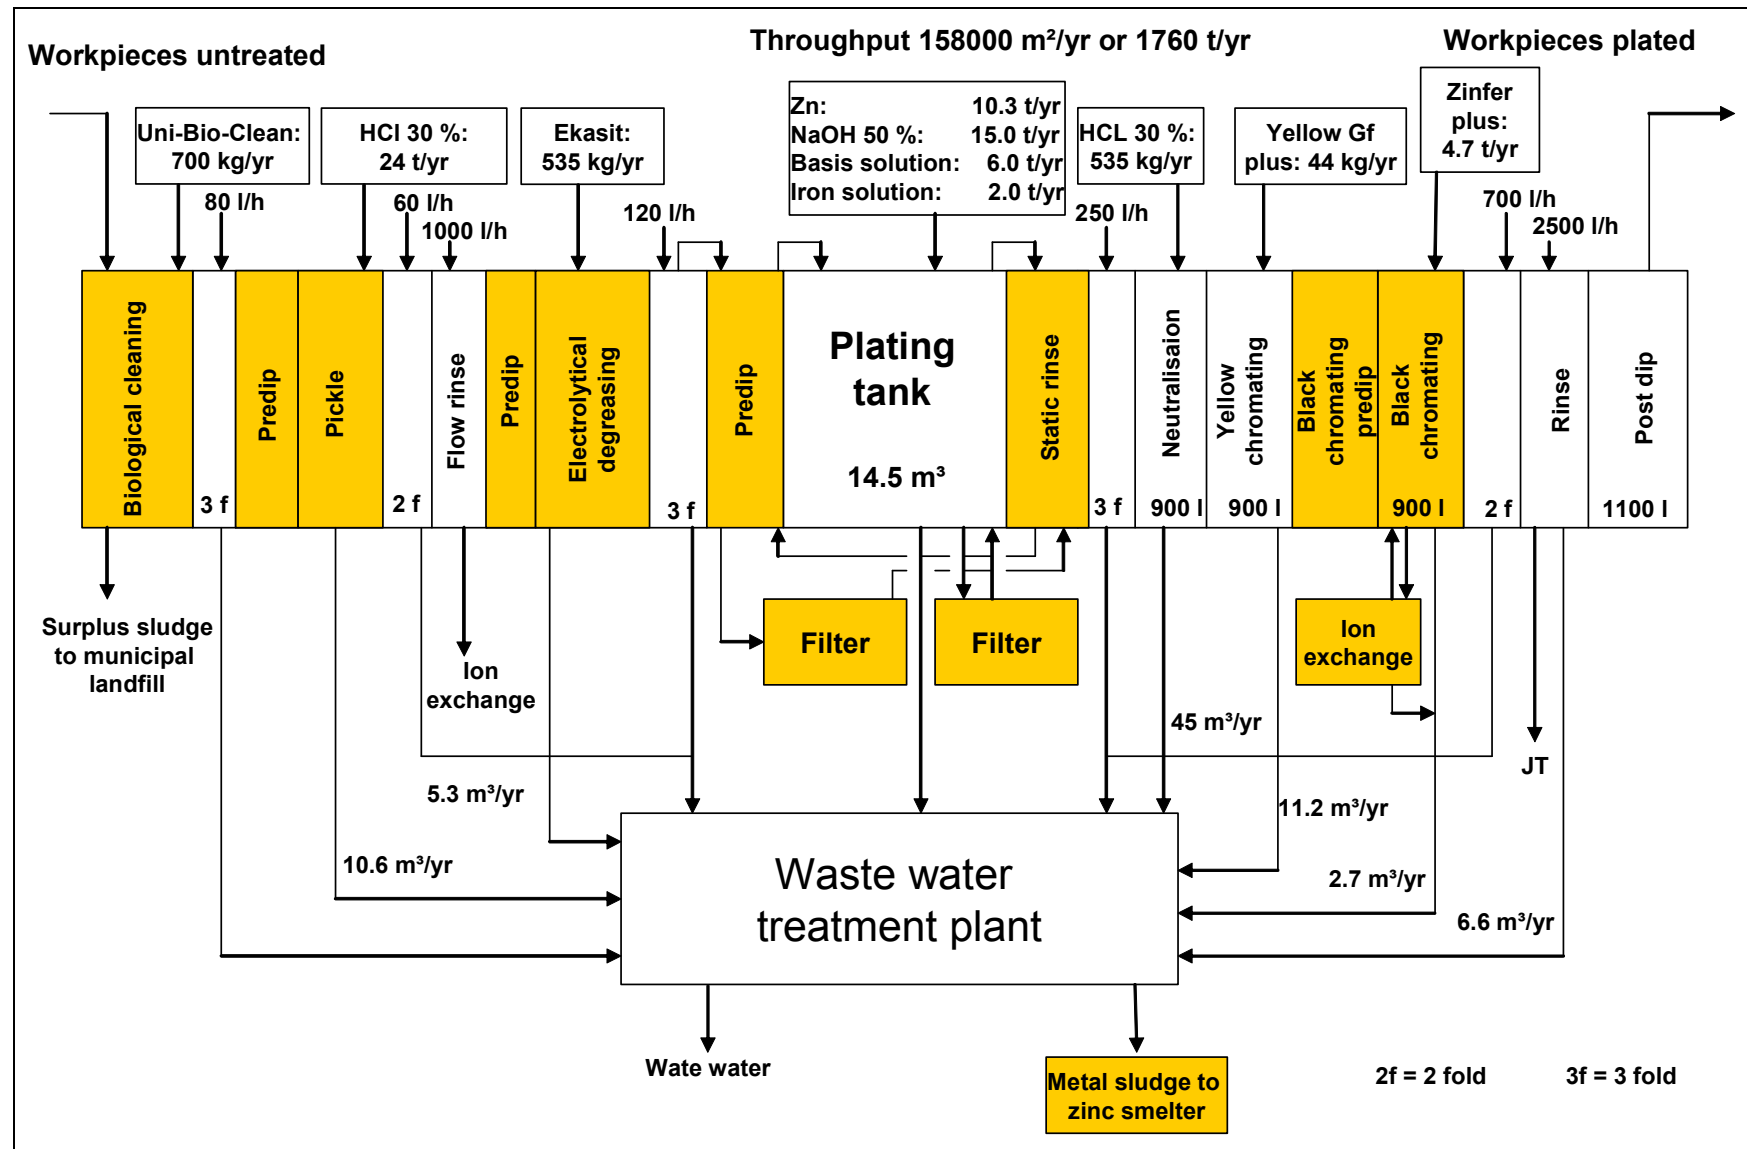 Workpieces untreated
Throughput 158000 m²/yr or 1760 t/yr
Workpieces plated
Uni-Bio-Clean:
700 kg/yr
HCl 30 %:
24 t/yr
Ekasit:
535 kg/yr
Zn: 10.3 t/yr
NaOH 50 %: 15.0 t/yr
Basis solution: 6.0 t/yr
Iron solution: 2.0 t/yr
HCL 30 %:
535 kg/yr
Yellow Gf
plus: 44 kg/yr
Zinfer
plus:
4.7 t/yr
80 l/h
60 l/h
1000 l/h
120 l/h
250 l/h
700 l/h
2500 l/h
Biological cleaning
3 f
Predip
Pickle
2 f
Flow rinse
Predip
Electrolytical
degreasing
3 f
Predip
Plating
tank
14.5 m³
Static rinse
3 f
Neutralisaion
900 l
Yellow
chromating
900 l
Black
chromating
predip
Black
chromating
900 l
2 f
Rinse
Post dip
1100 l
Surplus sludge
to municipal
landfill
Ion
exchange
Filter
Filter
Ion
exchange
45 m³/yr
JT
5.3 m³/yr
11.2 m³/yr
10.6 m³/yr
2.7 m³/yr
6.6 m³/yr
Waste water
treatment plant
Wate water
Metal sludge to
zinc smelter
2f = 2 fold
3f = 3 fold